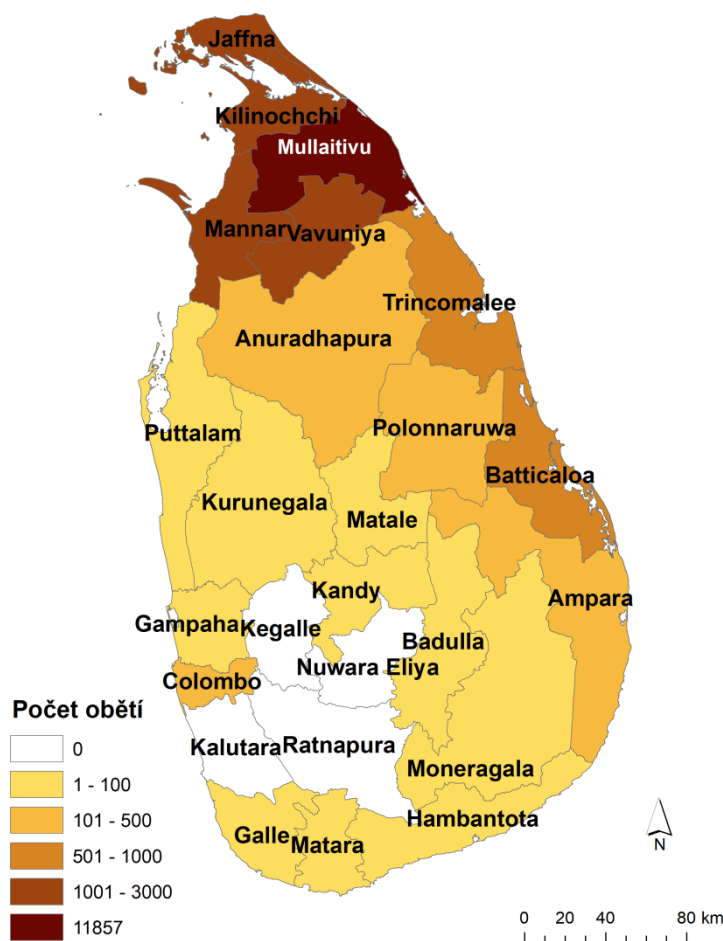 Jaffna
Kilinochchi
Mullaitivu
Mannar
Vavuniya
Trincomalee
Anuradhapura
Polonnaruwa
Puttalam
Batticaloa
Kurunegala
Matale
Kandy
Ampara
Gampaha
Kegalle
Badulla
Nuwara Eliya
Colombo
Kalutara
Ratnapura
Moneragala
Hambantota
Galle
Matara
Počet obětí
0
1 - 100
101 - 500
501 - 1000
1001 - 3000
11857
N
0 20 40 80 km